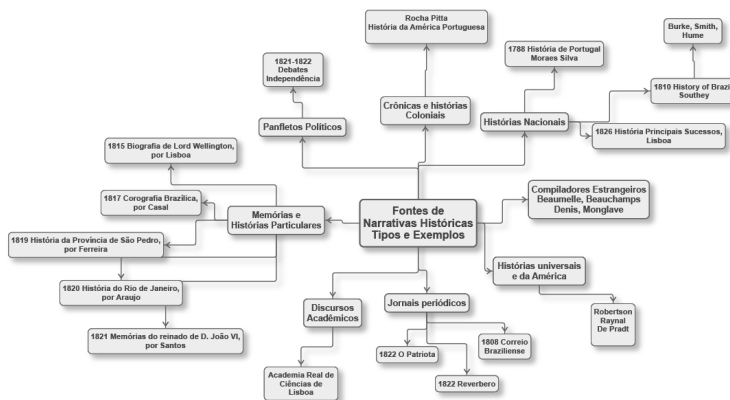 Rocha Pitta
História da América Portuguesa
Burke, Smith,
Hume
1821-1822
Debates
Independência
1788 História de Portugal
Moraes Silva
1810 History of Brazil
Southey
Crônicas e histórias
Coloniais
Panfletos Políticos
Histórias Nacionais
1826 História Principais Sucessos,
Lisboa
1815 Biografia de Lord Wellington,
por Lisboa
1817 Corografia Brazílica,
por Casal
Memórias e
Histórias Particulares
Fontes de
Narrativas Históricas
Tipos e Exemplos
Compiladores Estrangeiros
Beaumelle, Beauchamps
Denis, Monglave
1819 História da Província de São Pedro,
por Ferreira
Histórias universais
e da América
1820 História do Rio de Janeiro,
por Araujo
Discursos
Acadêmicos
Jornais periódicos
Robertson
Raynal
De Pradt
1821 Memórias do reinado de D. João VI,
por Santos
1822 O Patriota
1808 Correio
Braziliense
Academia Real de
Ciências de
Lisboa
1822 Reverbero